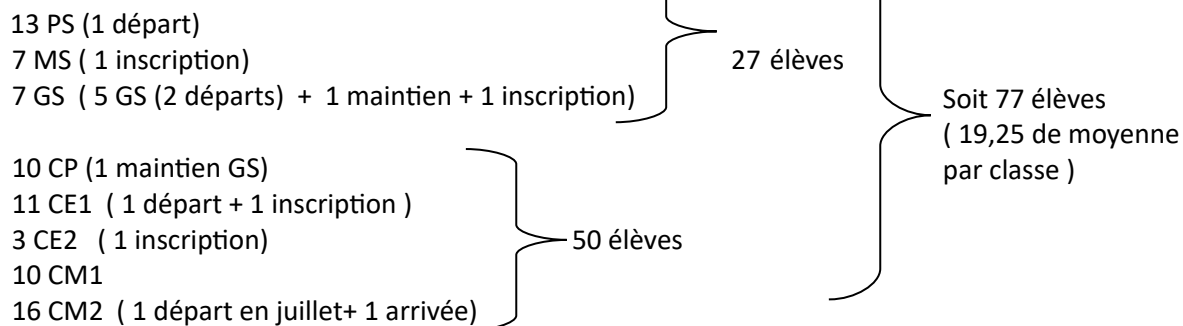 13 PS (1 départ)
7 MS ( 1 inscription)
27 élèves
7 GS ( 5 GS (2 départs) + 1 maintien + 1 inscription)
Soit 77 élèves
( 19,25 de moyenne
par classe )
10 CP (1 maintien GS)
11 CE1 ( 1 départ + 1 inscription )
3 CE2 ( 1 inscription)
50 élèves
10 CM1
16 CM2 ( 1 départ en juillet+ 1 arrivée)